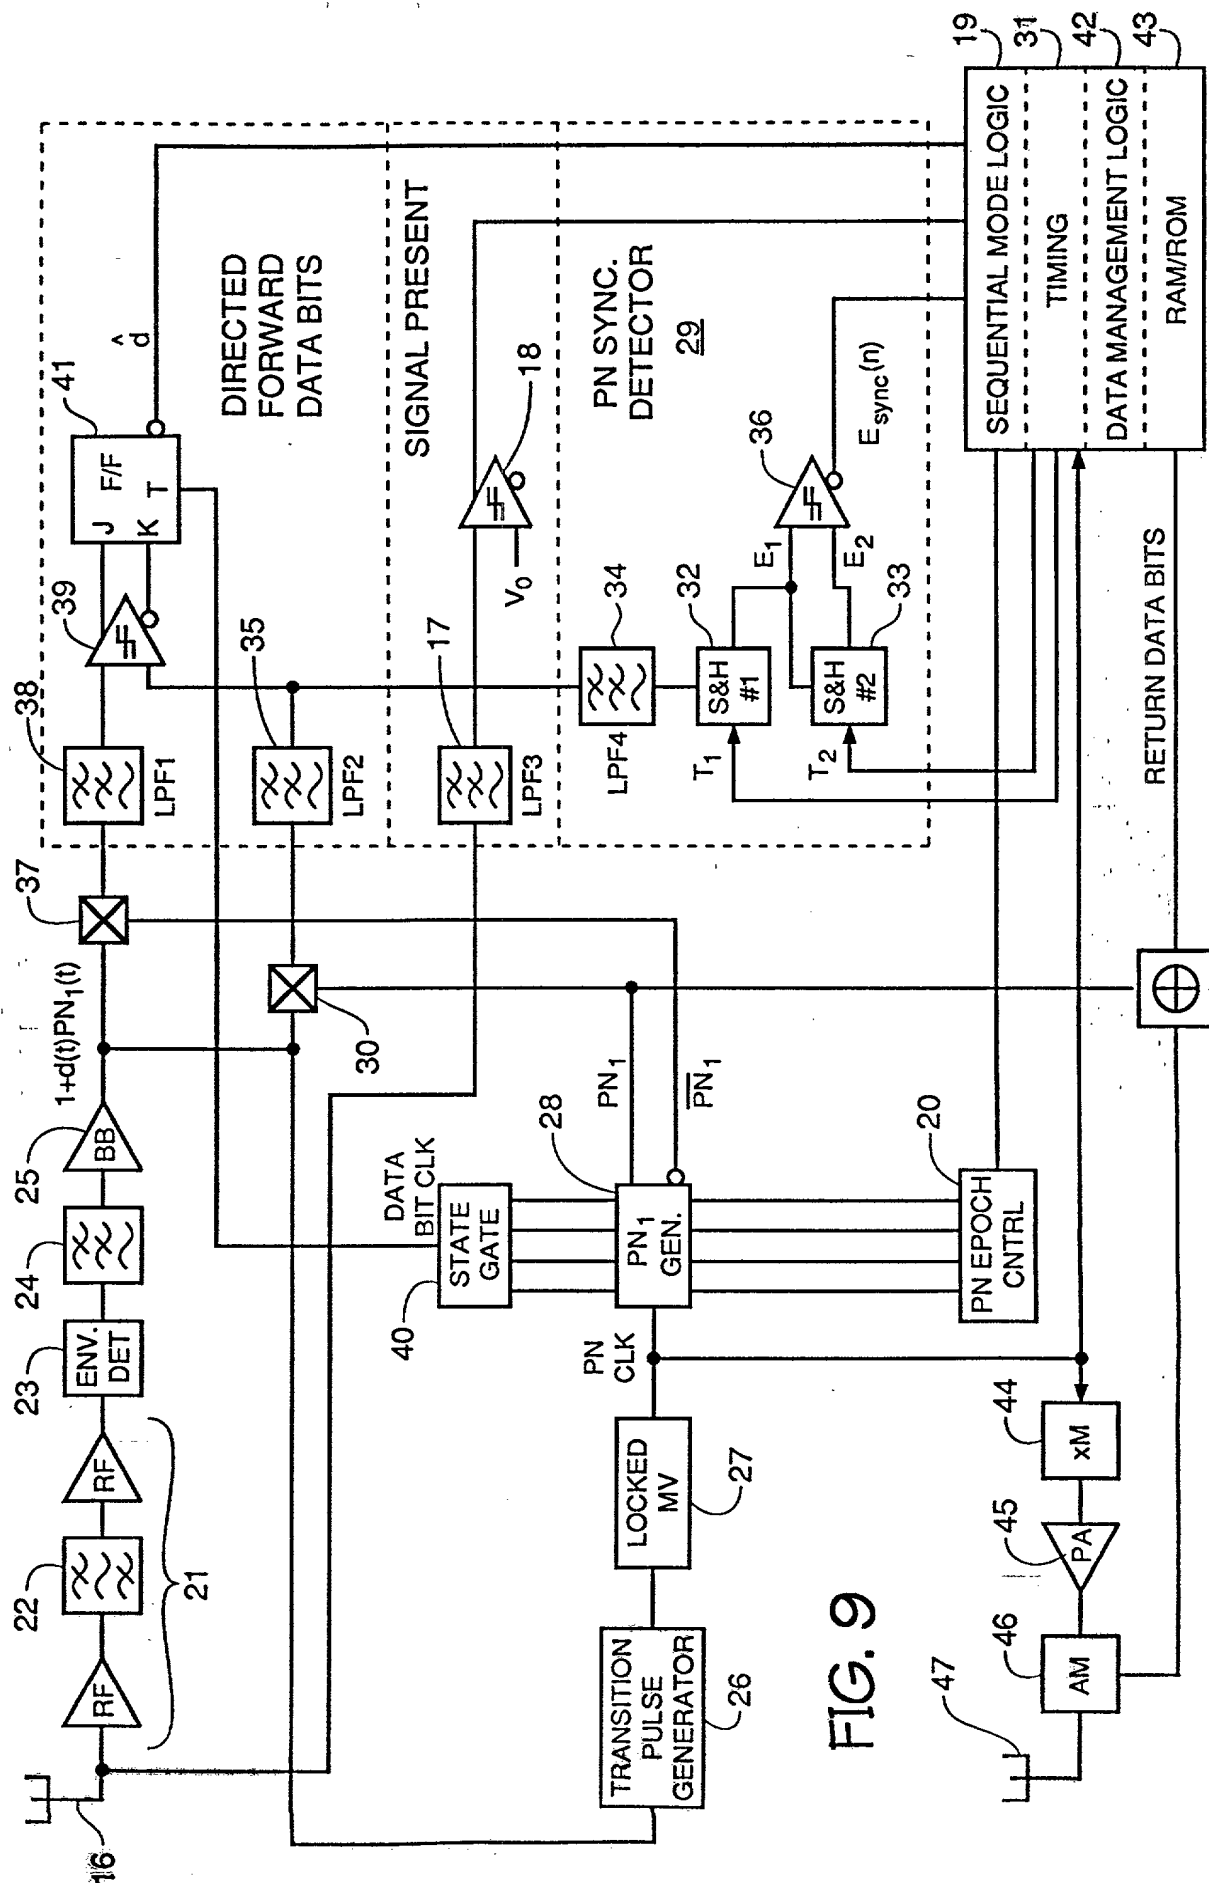 16
RF
22
RF
21
23
ENV.
DET
24
25
BB
1+d(t)PN1(t)
37
38
LPF1
39
J
K
F/F
T
41
d̂
DIRECTED
FORWARD
DATA BITS
30
35
LPF2
SIGNAL PRESENT
17
LPF3
V0
18
PN SYNC.
DETECTOR
29
34
LPF4
32
S&H
#1
T1
33
S&H
#2
T2
E1
E2
36
Esync(n)
DATA
BIT CLK
40
STATE
GATE
28
PN1
GEN.
PN1
P̅N̅1
PN
CLK
20
PN EPOCH
CNTRL
TRANSITION
PULSE
GENERATOR
26
LOCKED
MV
27
19
SEQUENTIAL MODE LOGIC
31
TIMING
42
DATA MANAGEMENT LOGIC
43
RAM/ROM
RETURN DATA BITS
44
xM
45
PA
46
AM
47
FIG. 9